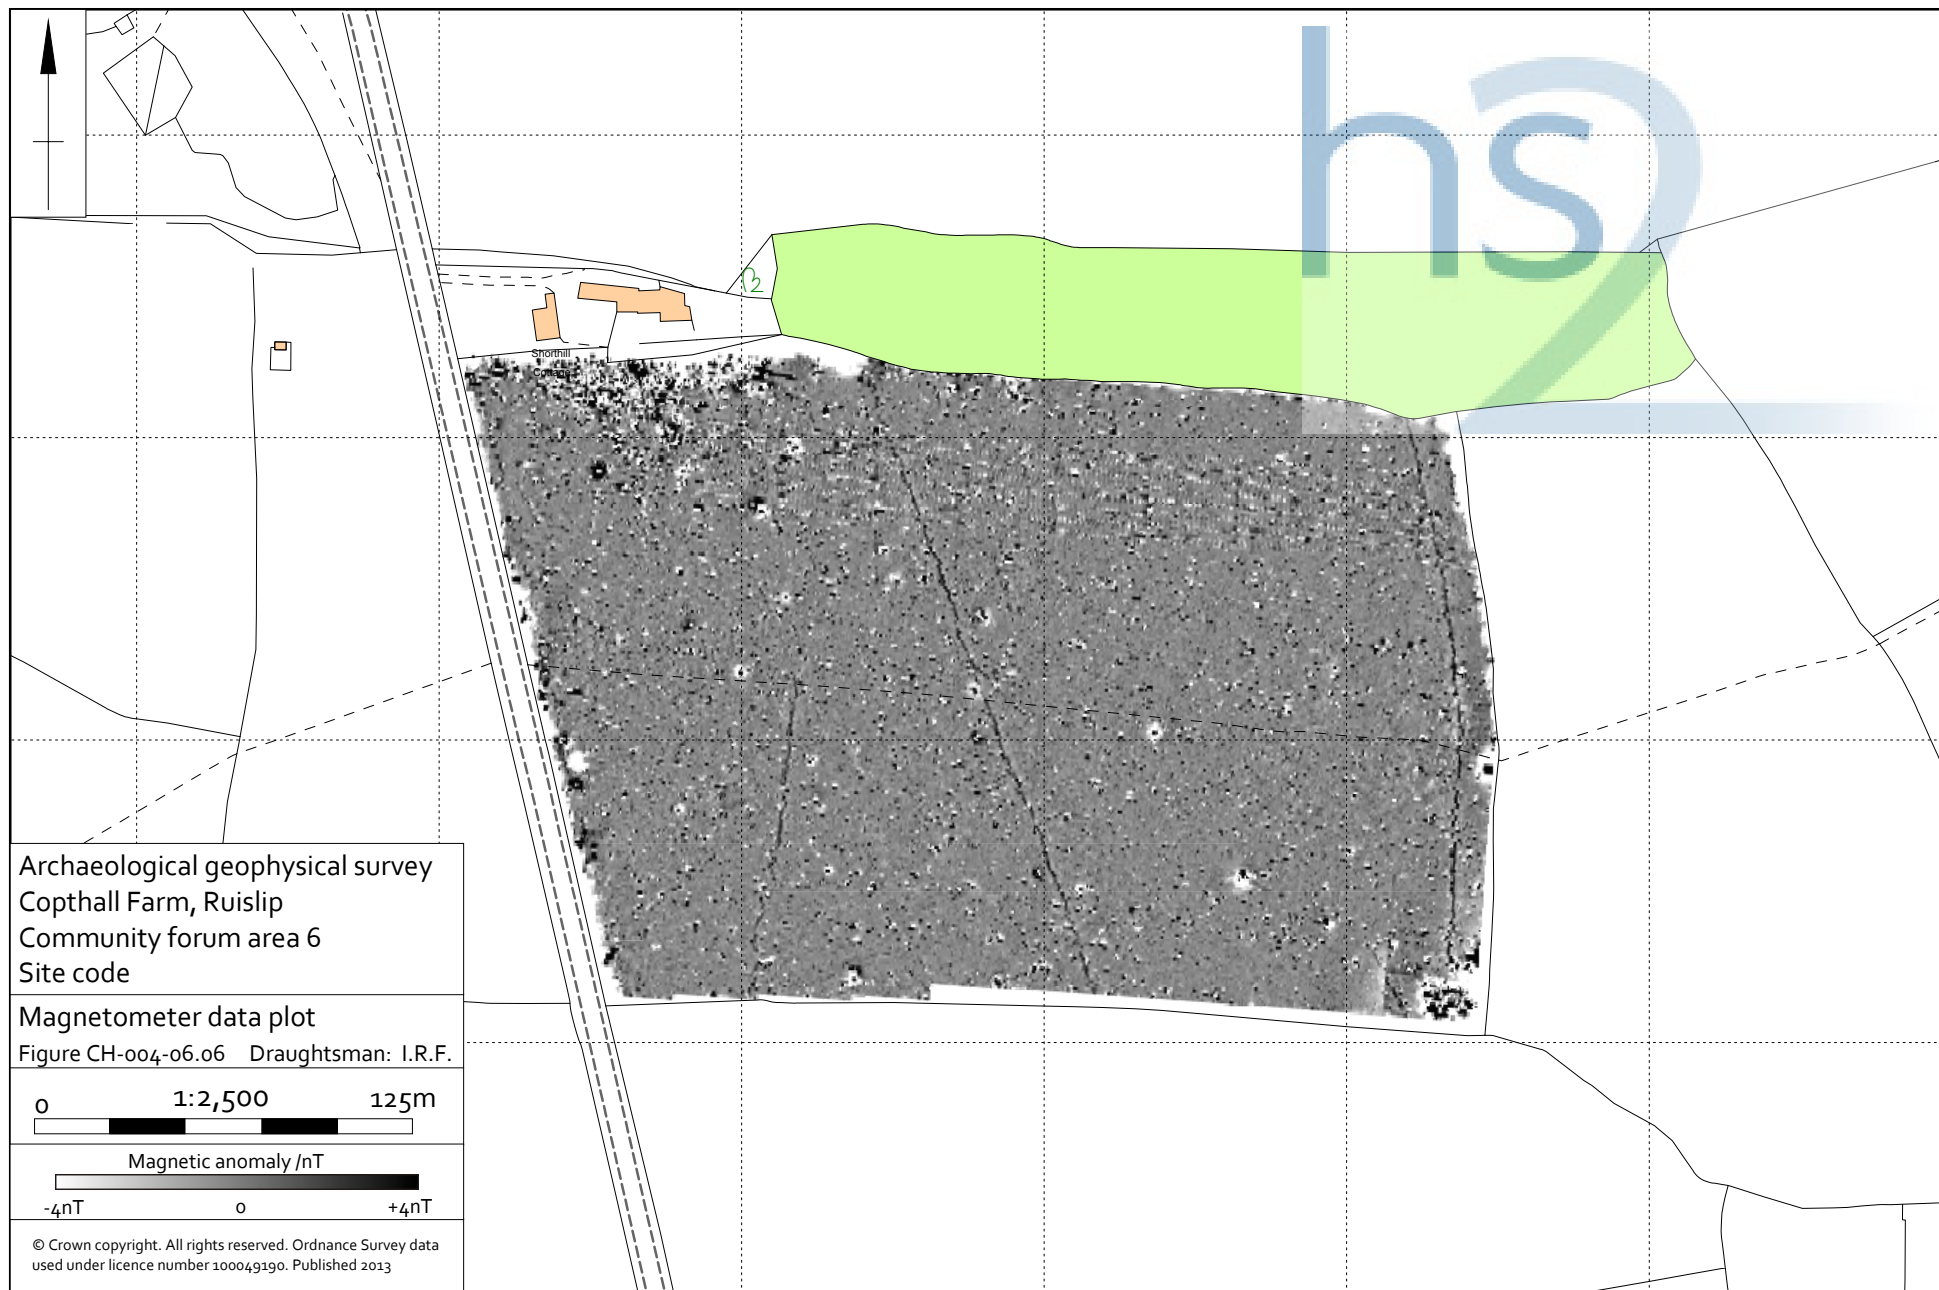 hs2
Shorthill
Cottage
Archaeological geophysical survey
Copthall Farm, Ruislip
Community forum area 6
Site code
Magnetometer data plot
Figure CH-004-06.06 Draughtsman: I.R.F.
0 1:2,500 125m
Magnetic anomaly /nT
-4nT 0 +4nT
© Crown copyright. All rights reserved. Ordnance Survey data
used under licence number 100049190. Published 2013